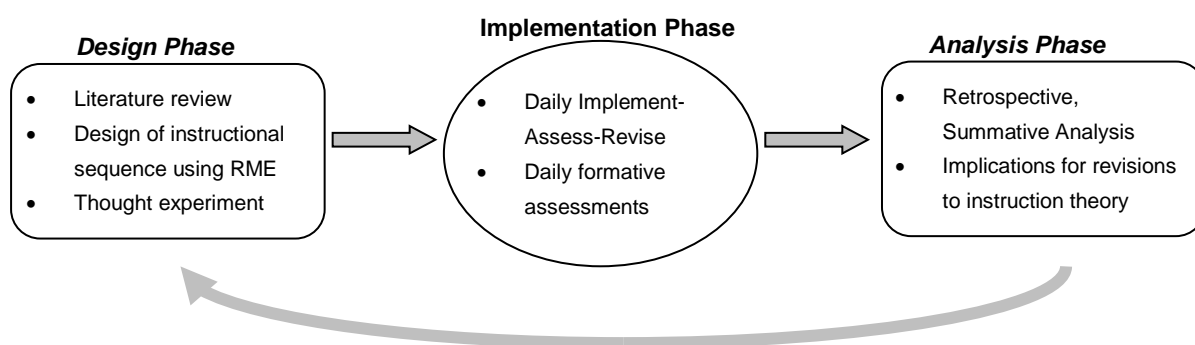 Design Phase
• Literature review
• Design of instructional
sequence using RME
• Thought experiment
Implementation Phase
• Daily Implement-
Assess-Revise
• Daily formative
assessments
Analysis Phase
• Retrospective,
Summative Analysis
• Implications for revisions
to instruction theory